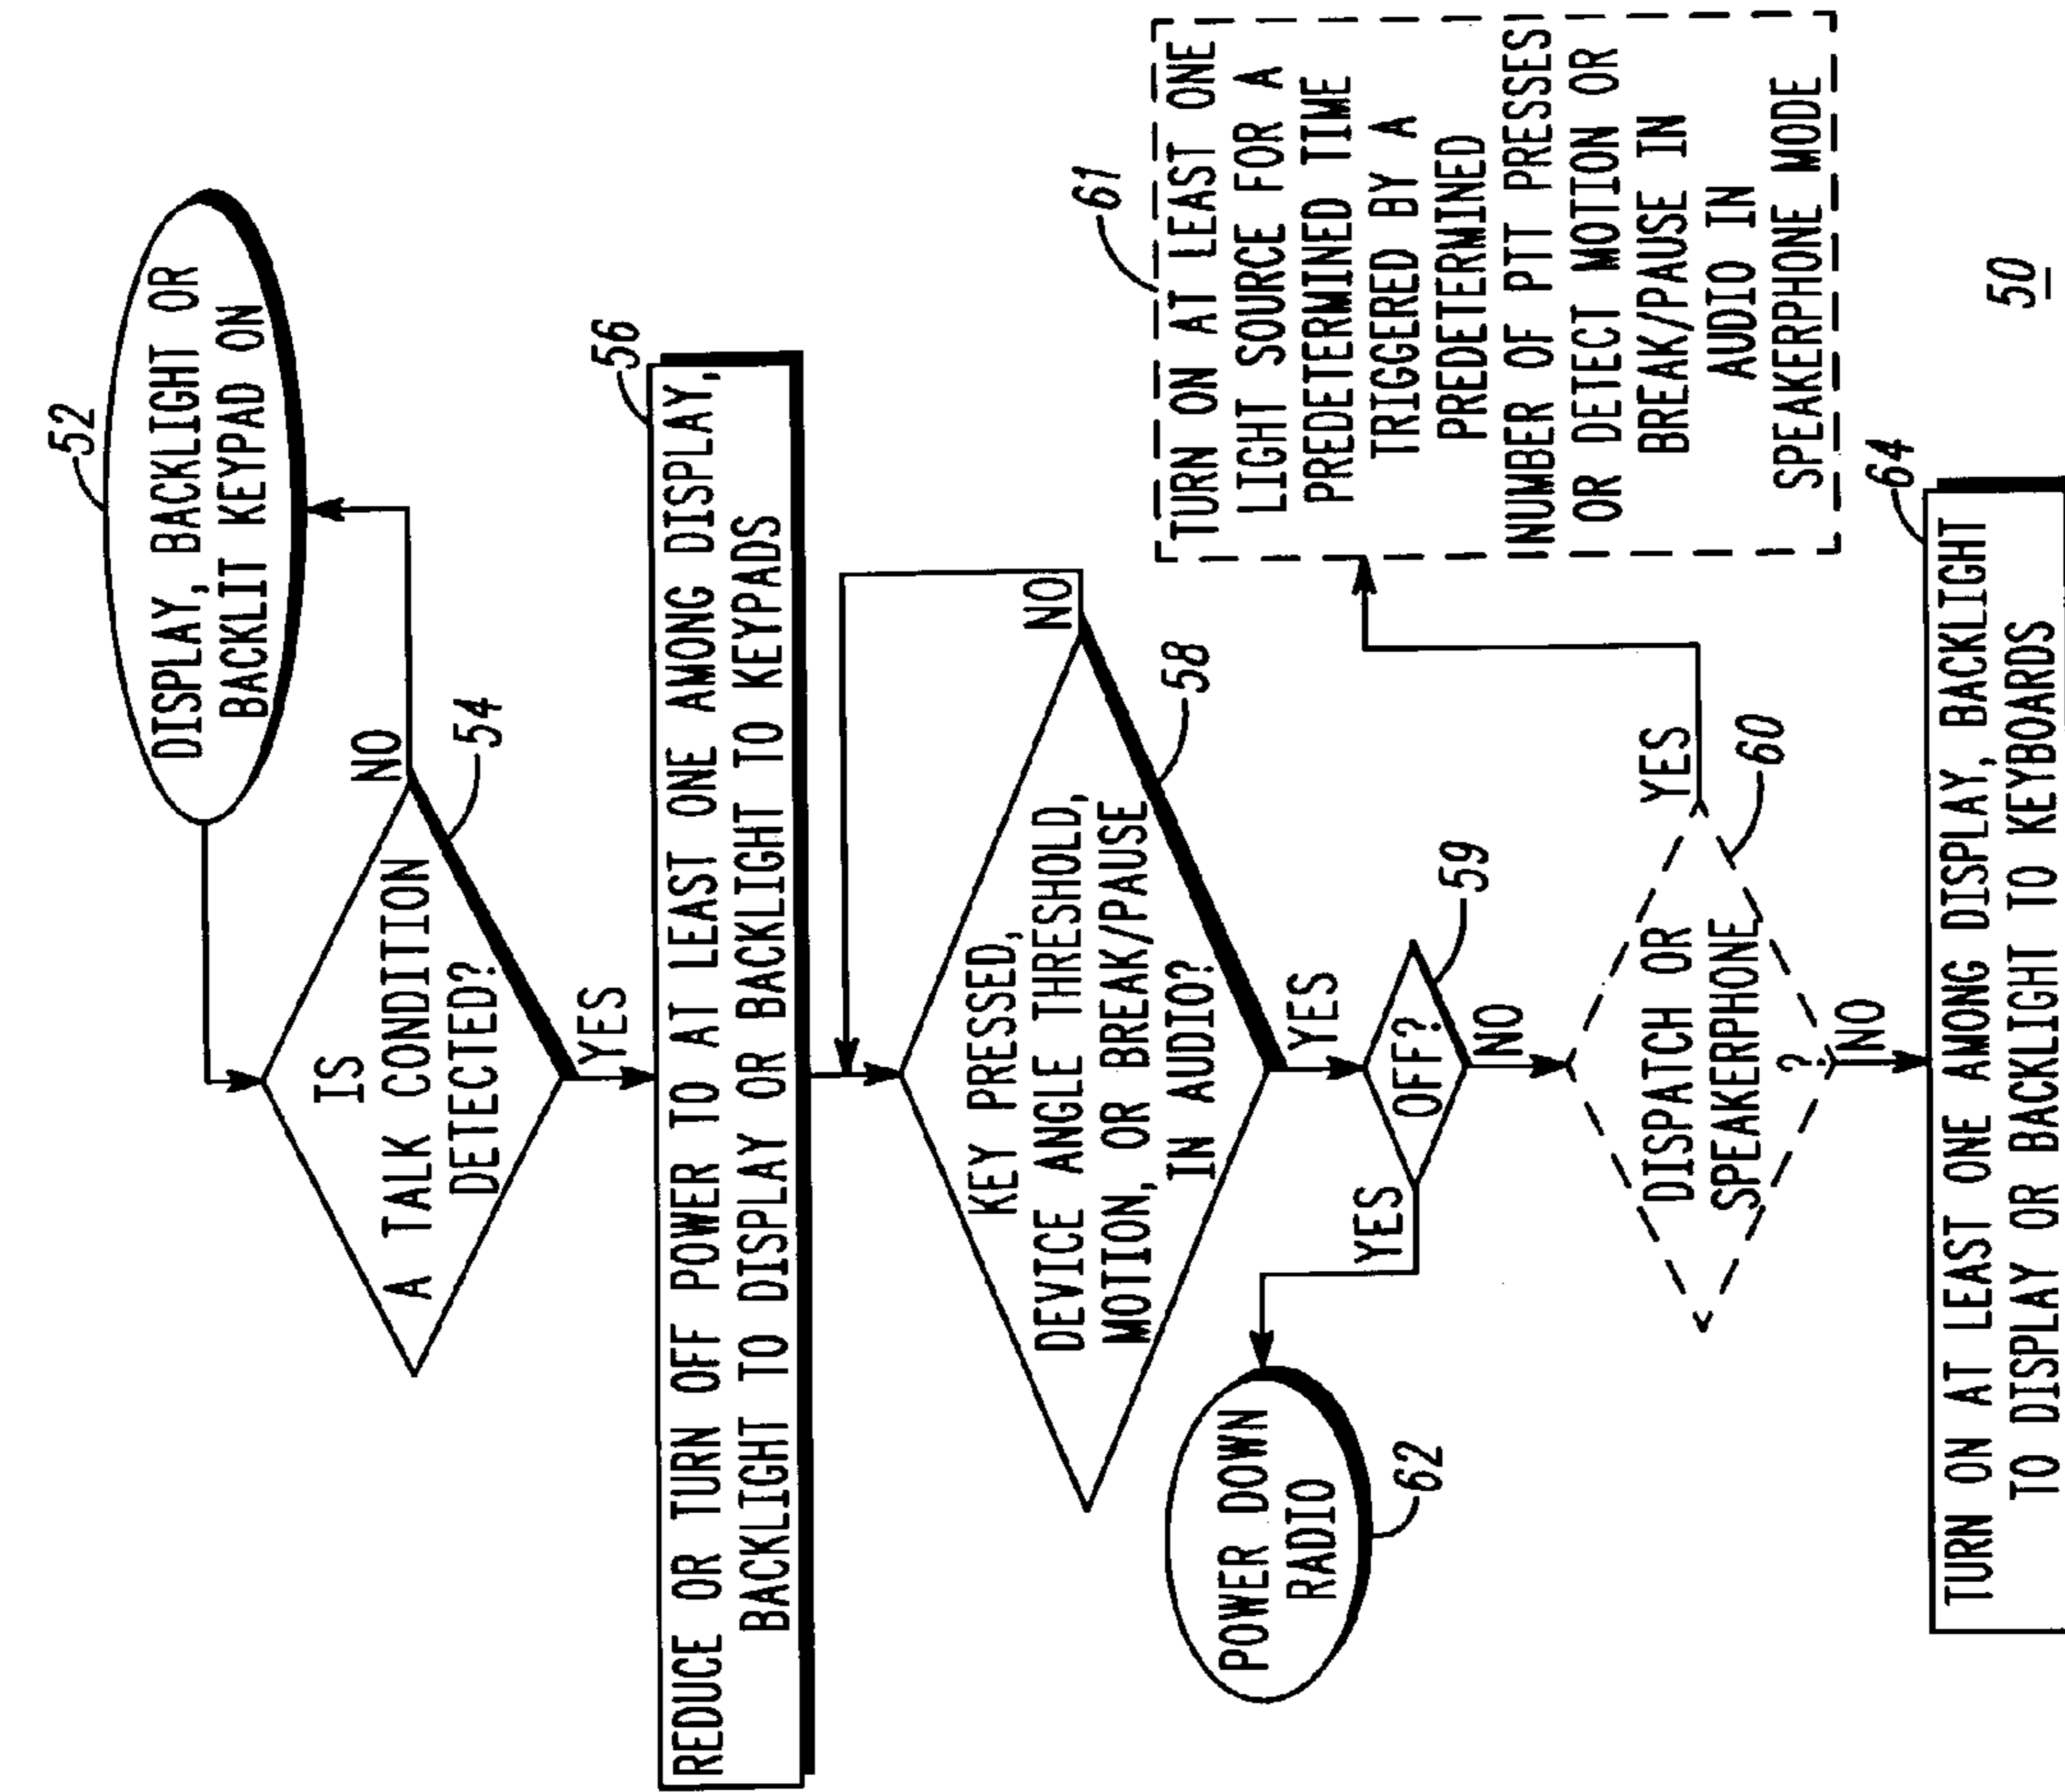 52
DISPLAY, BACKLIGHT OR
BACKLIT KEYPAD ON
IS
A TALK CONDITION
DETECTED?
NO
54
YES
56
REDUCE OR TURN OFF POWER TO AT LEAST ONE AMONG DISPLAY,
BACKLIGHT TO DISPLAY OR BACKLIGHT TO KEYPADS
KEY PRESSED,
DEVICE ANGLE THRESHOLD,
MOTION, OR BREAK/PAUSE
IN AUDIO?
NO
58
YES
OFF?
59
YES
POWER DOWN
RADIO
62
NO
DISPATCH OR
SPEAKERPHONE
?
60
YES
61
TURN ON AT LEAST ONE
LIGHT SOURCE FOR A
PREDETERMINED TIME
TRIGGERED BY A
PREDETERMINED
NUMBER OF PTT PRESSES
OR DETECT MOTION OR
BREAK/PAUSE IN
AUDIO IN
SPEAKERPHONE MODE
NO
64
TURN ON AT LEAST ONE AMONG DISPLAY, BACKLIGHT
TO DISPLAY OR BACKLIGHT TO KEYBOARDS
50